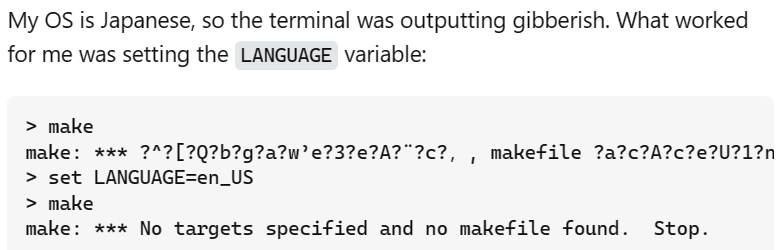 My OS is Japanese, so the terminal was outputting gibberish. What worked
for me was setting the LANGUAGE variable:
> make
make: *** ?^?[?Q?b?g?a?w’e?3?e?A?¨?c?, , makefile ?a?c?A?c?e?U?1?n
> set LANGUAGE=en_US
> make
make: *** No targets specified and no makefile found.  Stop.